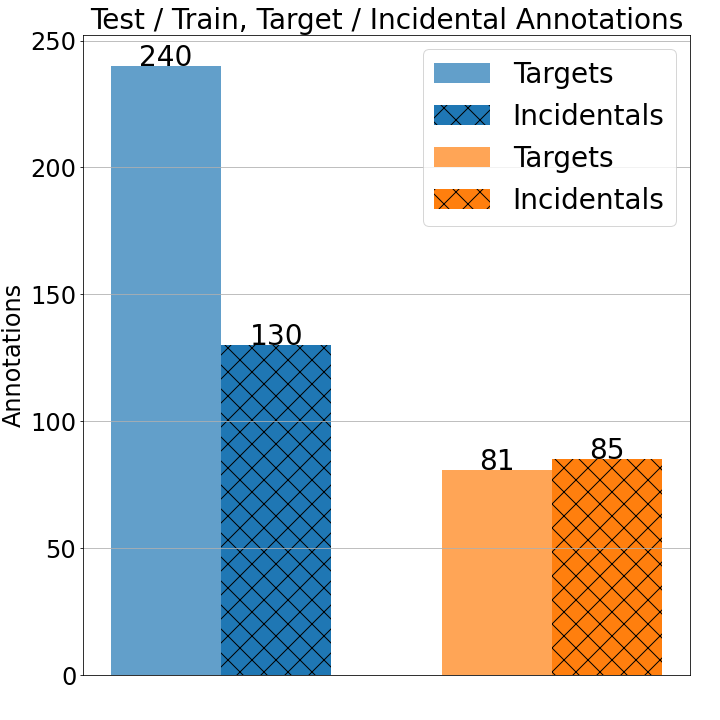 Test / Train, Target / Incidental Annotations
250
200
150
100
50
0
Annotations
240
130
81
85
Targets
Incidentals
Targets
Incidentals